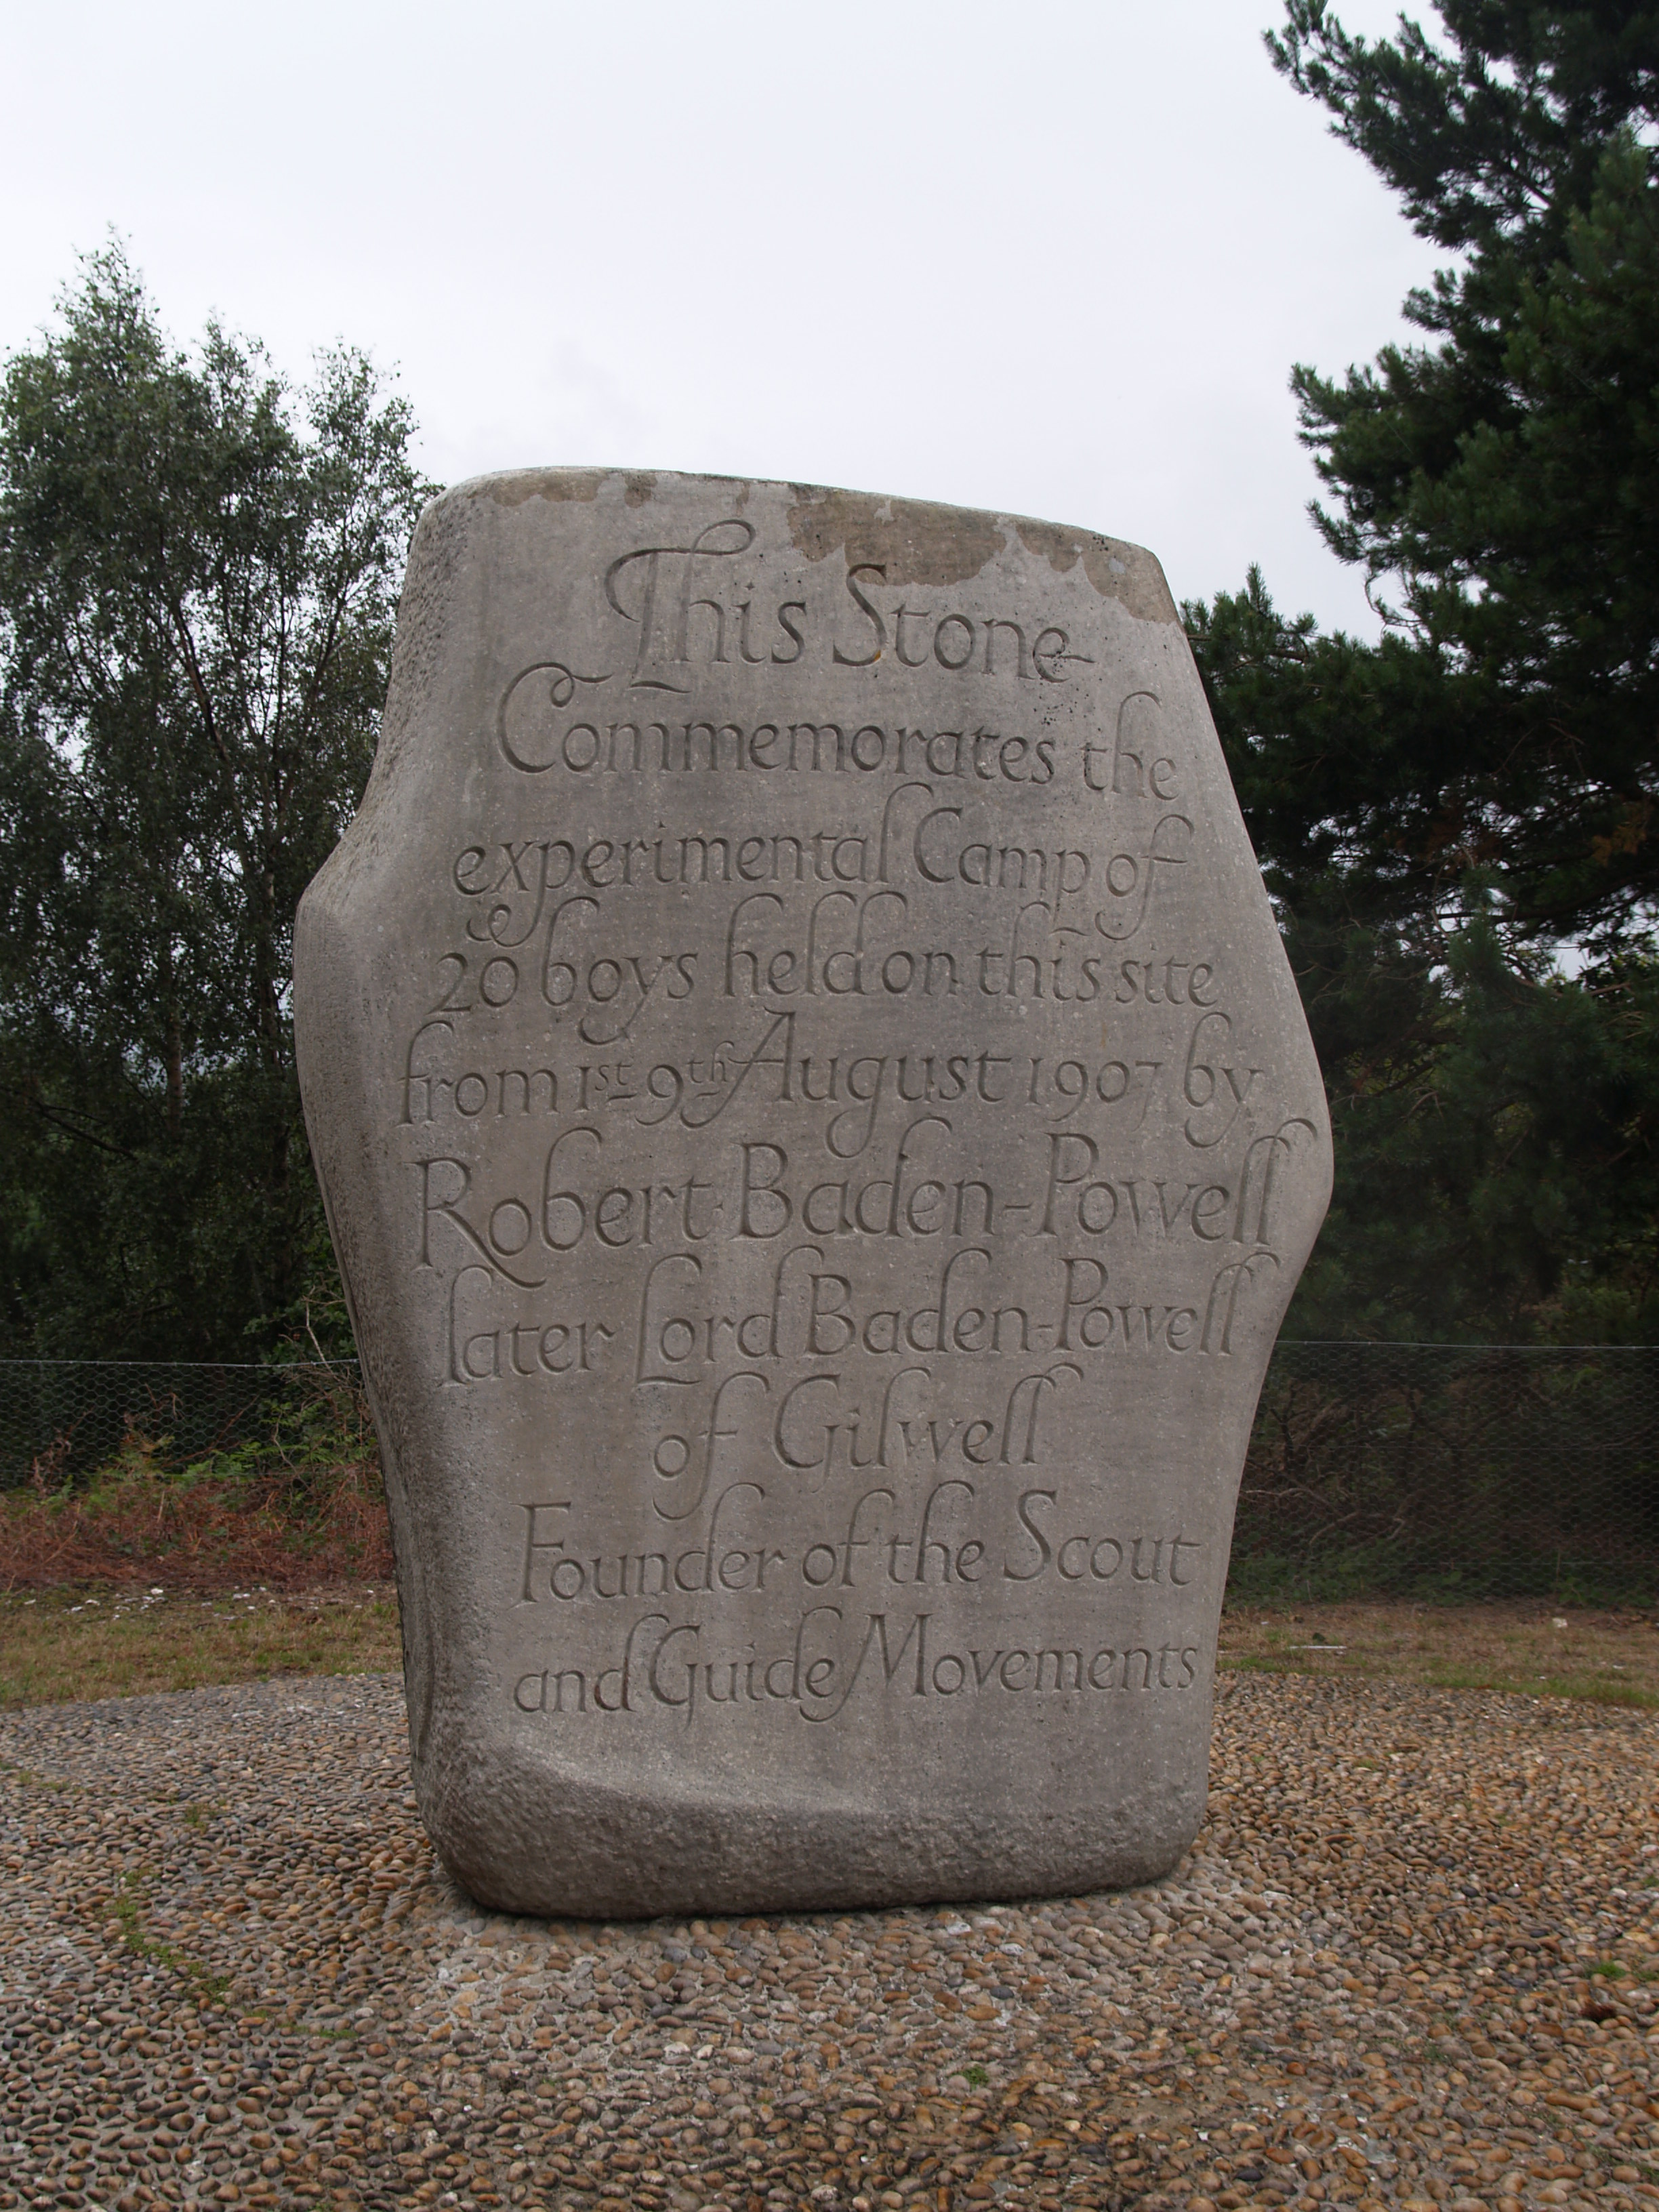 This Stone
Commemorates the
experimental Camp of
20 boys held on this site
from 1st-9th August 1907 by
Robert Baden-Powell
later Lord Baden-Powell
of Gilwell
Founder of the Scout
and Guide Movements